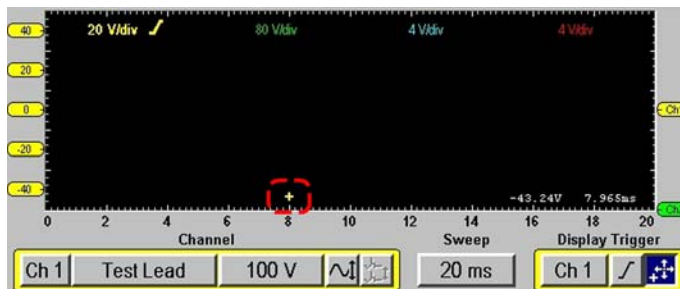 40 20 V/div 80 V/div 4 V/div 4 V/div
20
0 Ch
-20
-40 -43.24V 7.965ms Ch
0 2 4 6 8 10 12 14 16 18 20
Channel Sweep Display Trigger
Ch 1 Test Lead 100 V 20 ms Ch 1